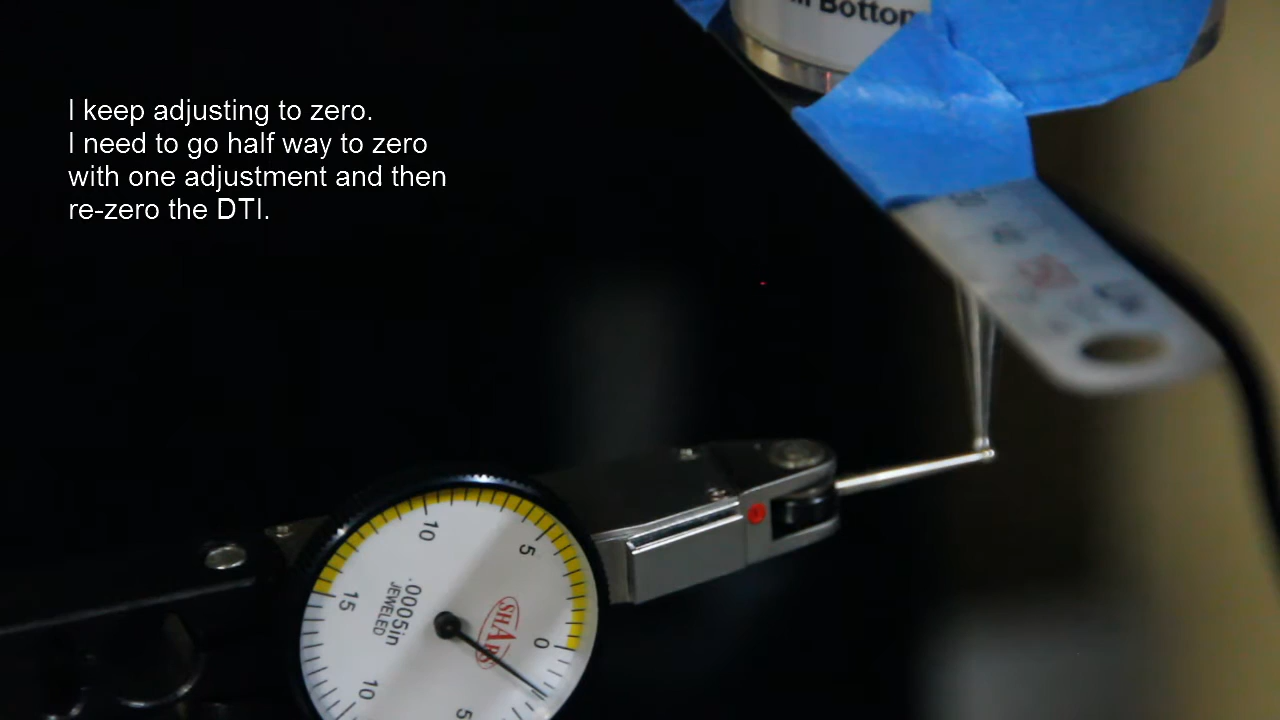 I keep adjusting to zero.
I need to go half way to zero
with one adjustment and then
re-zero the DTI.
Bottom
10
5
15
.0005in
JEWELED
SHARS
0
10
5